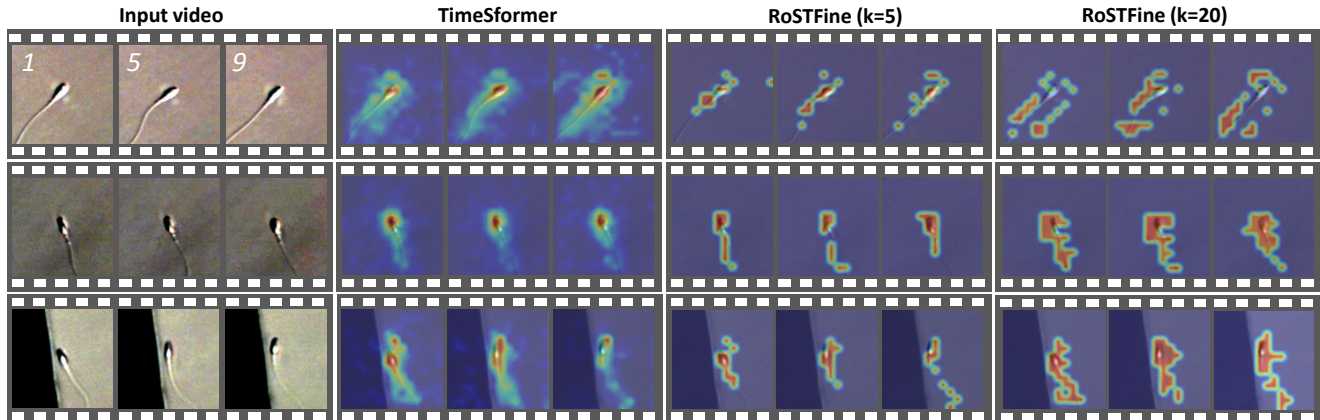 Input video
TimeSformer
RoSTFine (k=5)
RoSTFine (k=20)
1
5
9